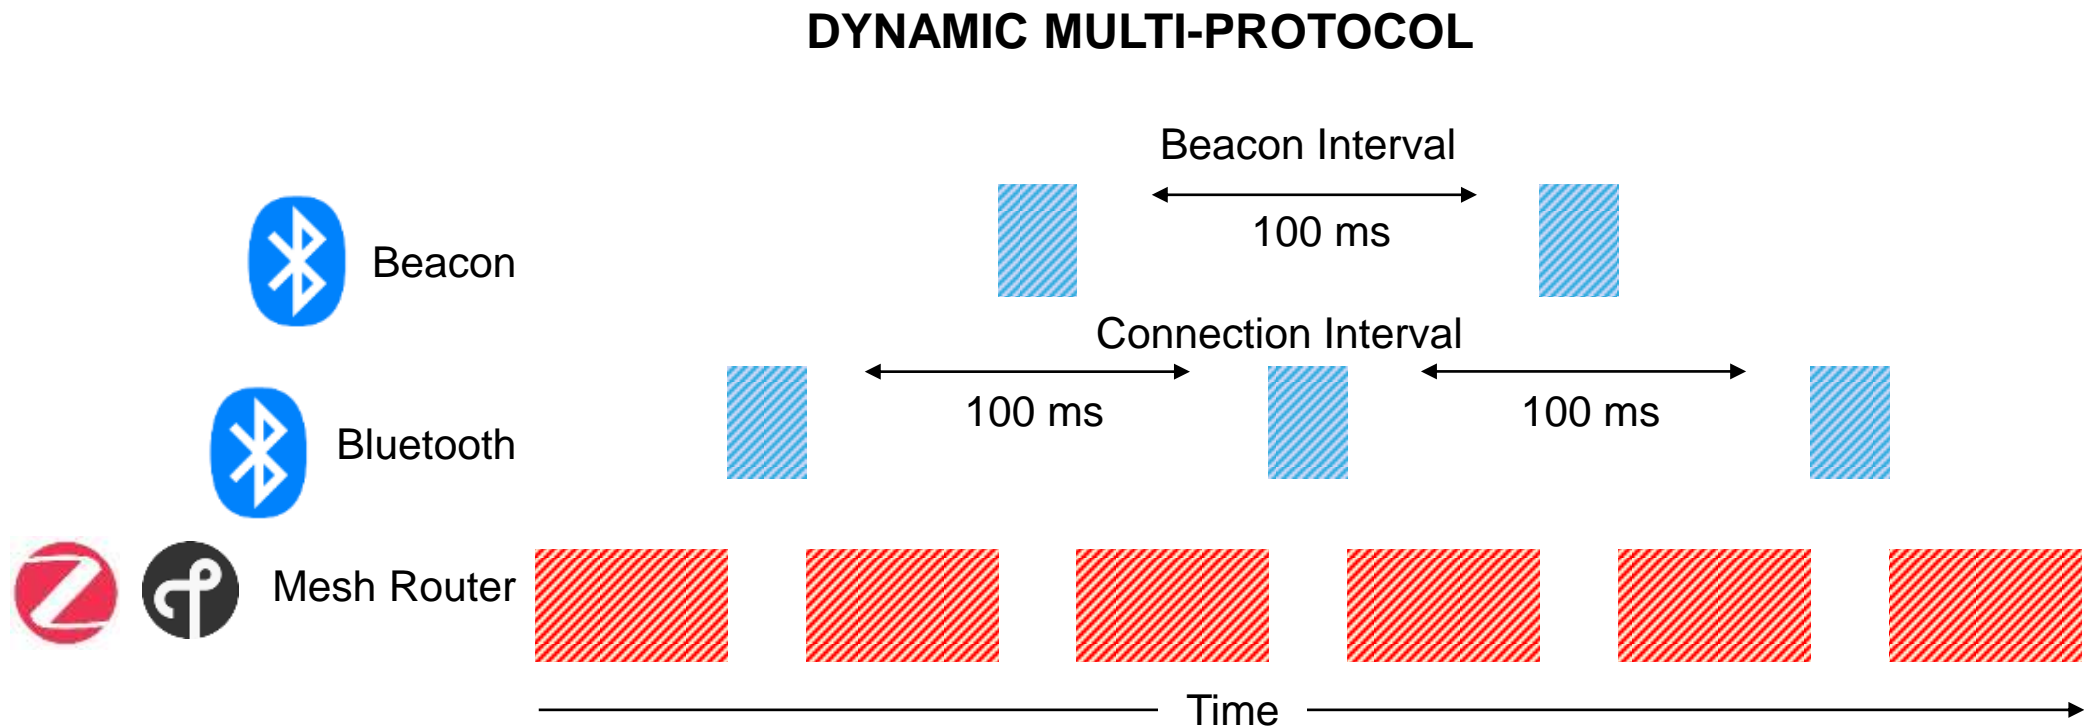 DYNAMIC MULTI-PROTOCOL
Beacon Interval
100 ms
Beacon
Connection Interval
100 ms
100 ms
Bluetooth
Mesh Router
Time